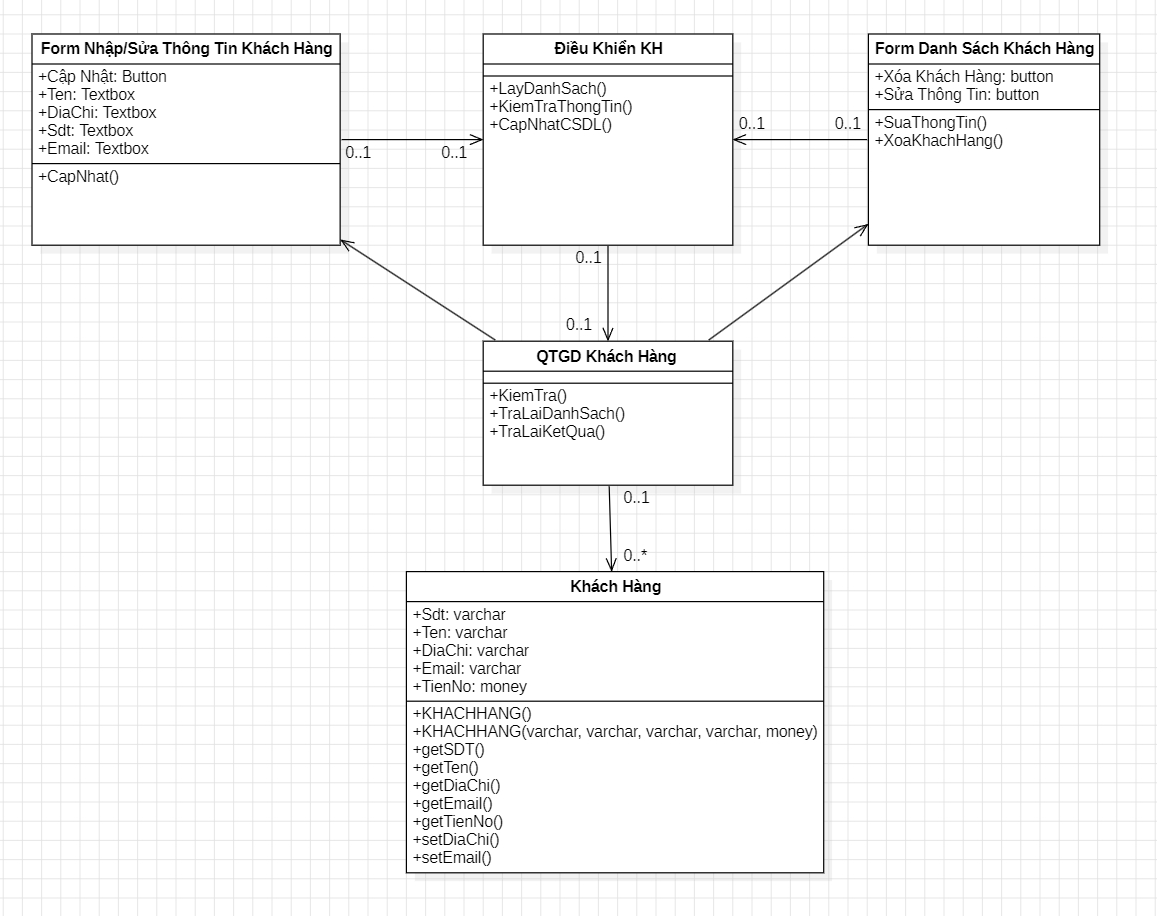 Form Nhập/Sửa Thông Tin Khách Hàng
+Cập Nhật: Button
+Ten: Textbox
+DiaChi: Textbox
+Sdt: Textbox
+Email: Textbox
+CapNhat()
0..1
0..1
Điều Khiển KH
+LayDanhSach()
+KiemTraThongTin()
+CapNhatCSDL()
0..1
0..1
Form Danh Sách Khách Hàng
+Xóa Khách Hàng: button
+Sửa Thông Tin: button
+SuaThongTin()
+XoaKhachHang()
0..1
0..1
QTGD Khách Hàng
+KiemTra()
+TraLaiDanhSach()
+TraLaiKetQua()
0..1
0..*
Khách Hàng
+Sdt: varchar
+Ten: varchar
+DiaChi: varchar
+Email: varchar
+TienNo: money
+KHACHHANG()
+KHACHHANG(varchar, varchar, varchar, varchar, money)
+getSDT()
+getTen()
+getDiaChi()
+getEmail()
+getTienNo()
+setDiaChi()
+setEmail()